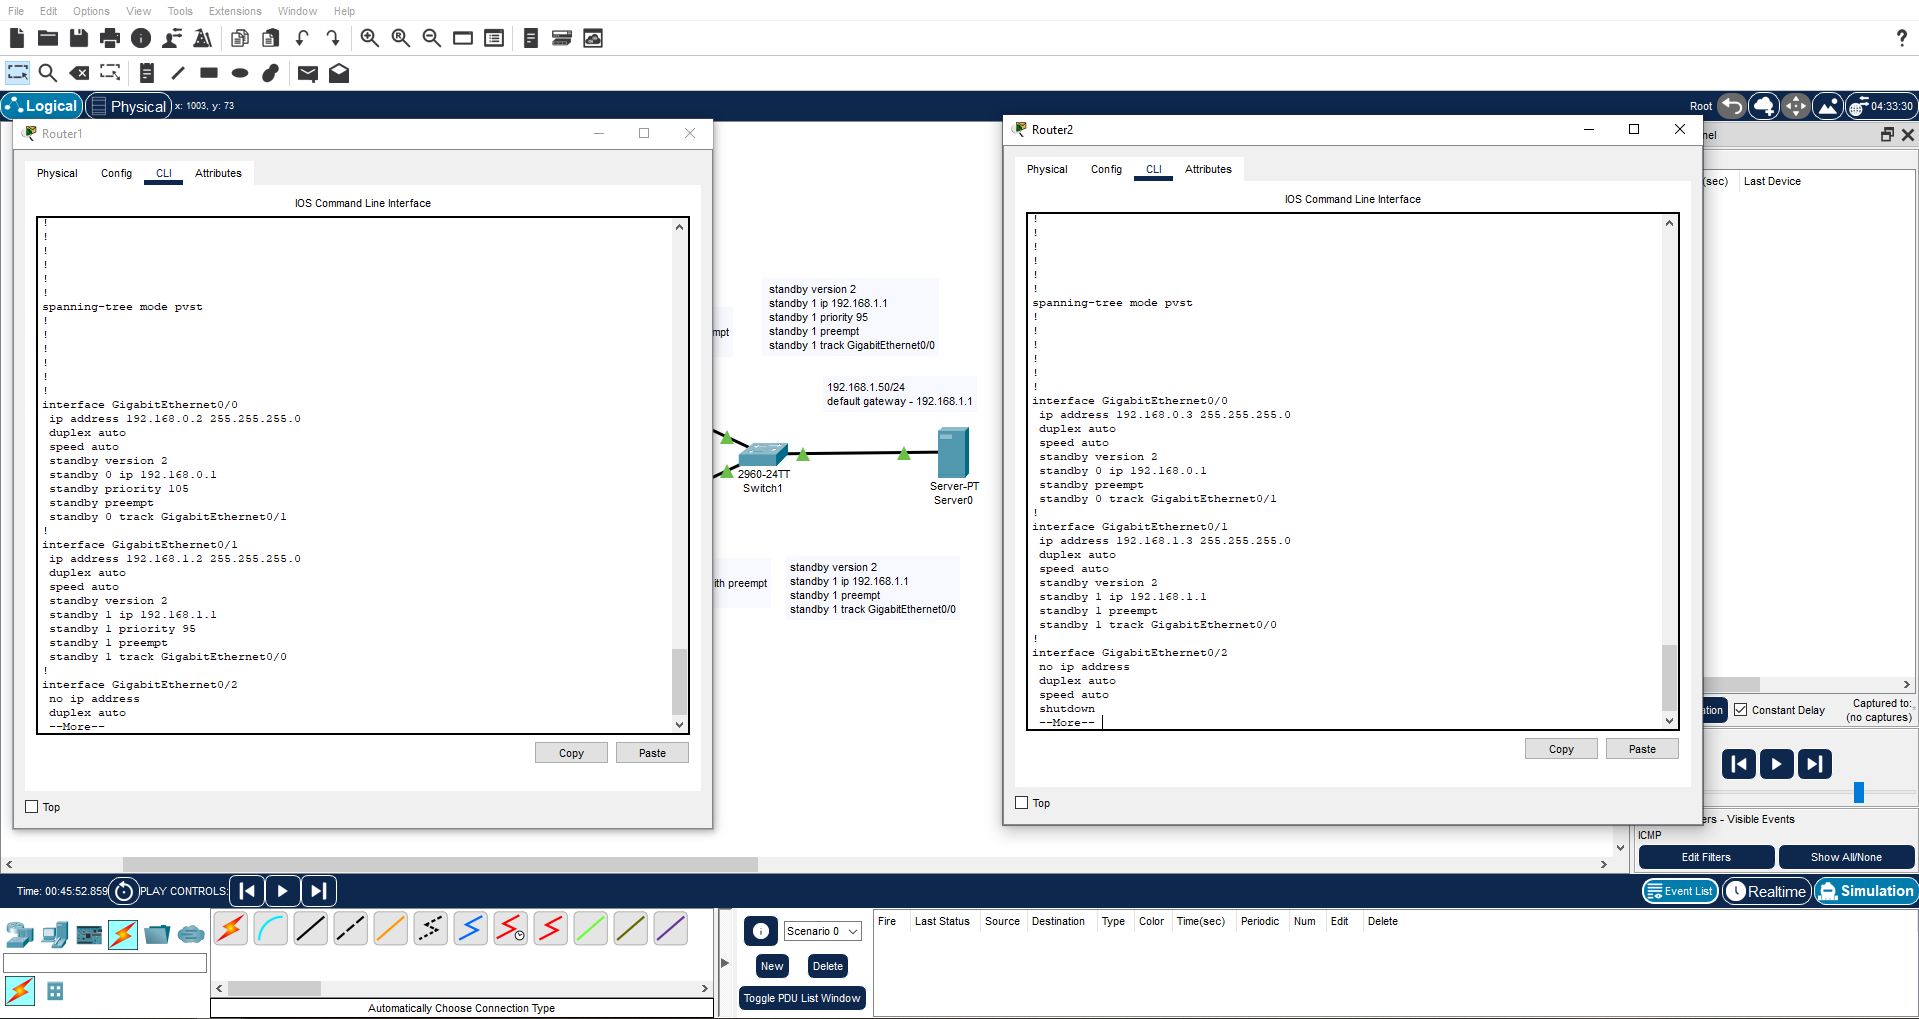 File Edit Options View Tools Extensions Window Help
?
Logical Physical x: 1003, y: 73 Root 04:33:30
Router1
Physical Config CLI Attributes
IOS Command Line Interface
!
!
!
!
!
!
spanning-tree mode pvst
!
!
!
!
!
!
interface GigabitEthernet0/0
ip address 192.168.0.2 255.255.255.0
duplex auto
speed auto
standby version 2
standby 0 ip 192.168.0.1
standby priority 105
standby preempt
standby 0 track GigabitEthernet0/1
!
interface GigabitEthernet0/1
ip address 192.168.1.2 255.255.255.0
duplex auto
speed auto
standby version 2
standby 1 ip 192.168.1.1
standby 1 priority 95
standby 1 preempt
standby 1 track GigabitEthernet0/0
!
interface GigabitEthernet0/2
no ip address
duplex auto
--More--
Copy Paste
Top
mpt
standby version 2
standby 1 ip 192.168.1.1
standby 1 priority 95
standby 1 preempt
standby 1 track GigabitEthernet0/0
192.168.1.50/24
default gateway - 192.168.1.1
2960-24TT
Switch1
Server-PT
Server0
ith preempt
standby version 2
standby 1 ip 192.168.1.1
standby 1 preempt
standby 1 track GigabitEthernet0/0
Router2
Physical Config CLI Attributes
IOS Command Line Interface
!
!
!
!
!
!
spanning-tree mode pvst
!
!
!
!
!
!
interface GigabitEthernet0/0
ip address 192.168.0.3 255.255.255.0
duplex auto
speed auto
standby version 2
standby 0 ip 192.168.0.1
standby preempt
standby 0 track GigabitEthernet0/1
!
interface GigabitEthernet0/1
ip address 192.168.1.3 255.255.255.0
duplex auto
speed auto
standby version 2
standby 1 ip 192.168.1.1
standby 1 preempt
standby 1 track GigabitEthernet0/0
!
interface GigabitEthernet0/2
no ip address
duplex auto
speed auto
shutdown
--More--
Copy Paste
Top
nel
(sec) Last Device
ation Constant Delay Captured to:
(no captures)
ers - Visible Events
ICMP
Edit Filters Show All/None
Time: 00:45:52.859 PLAY CONTROLS:
Event List Realtime Simulation
Automatically Choose Connection Type
Scenario 0
New Delete
Toggle PDU List Window
Fire Last Status Source Destination Type Color Time(sec) Periodic Num Edit Delete